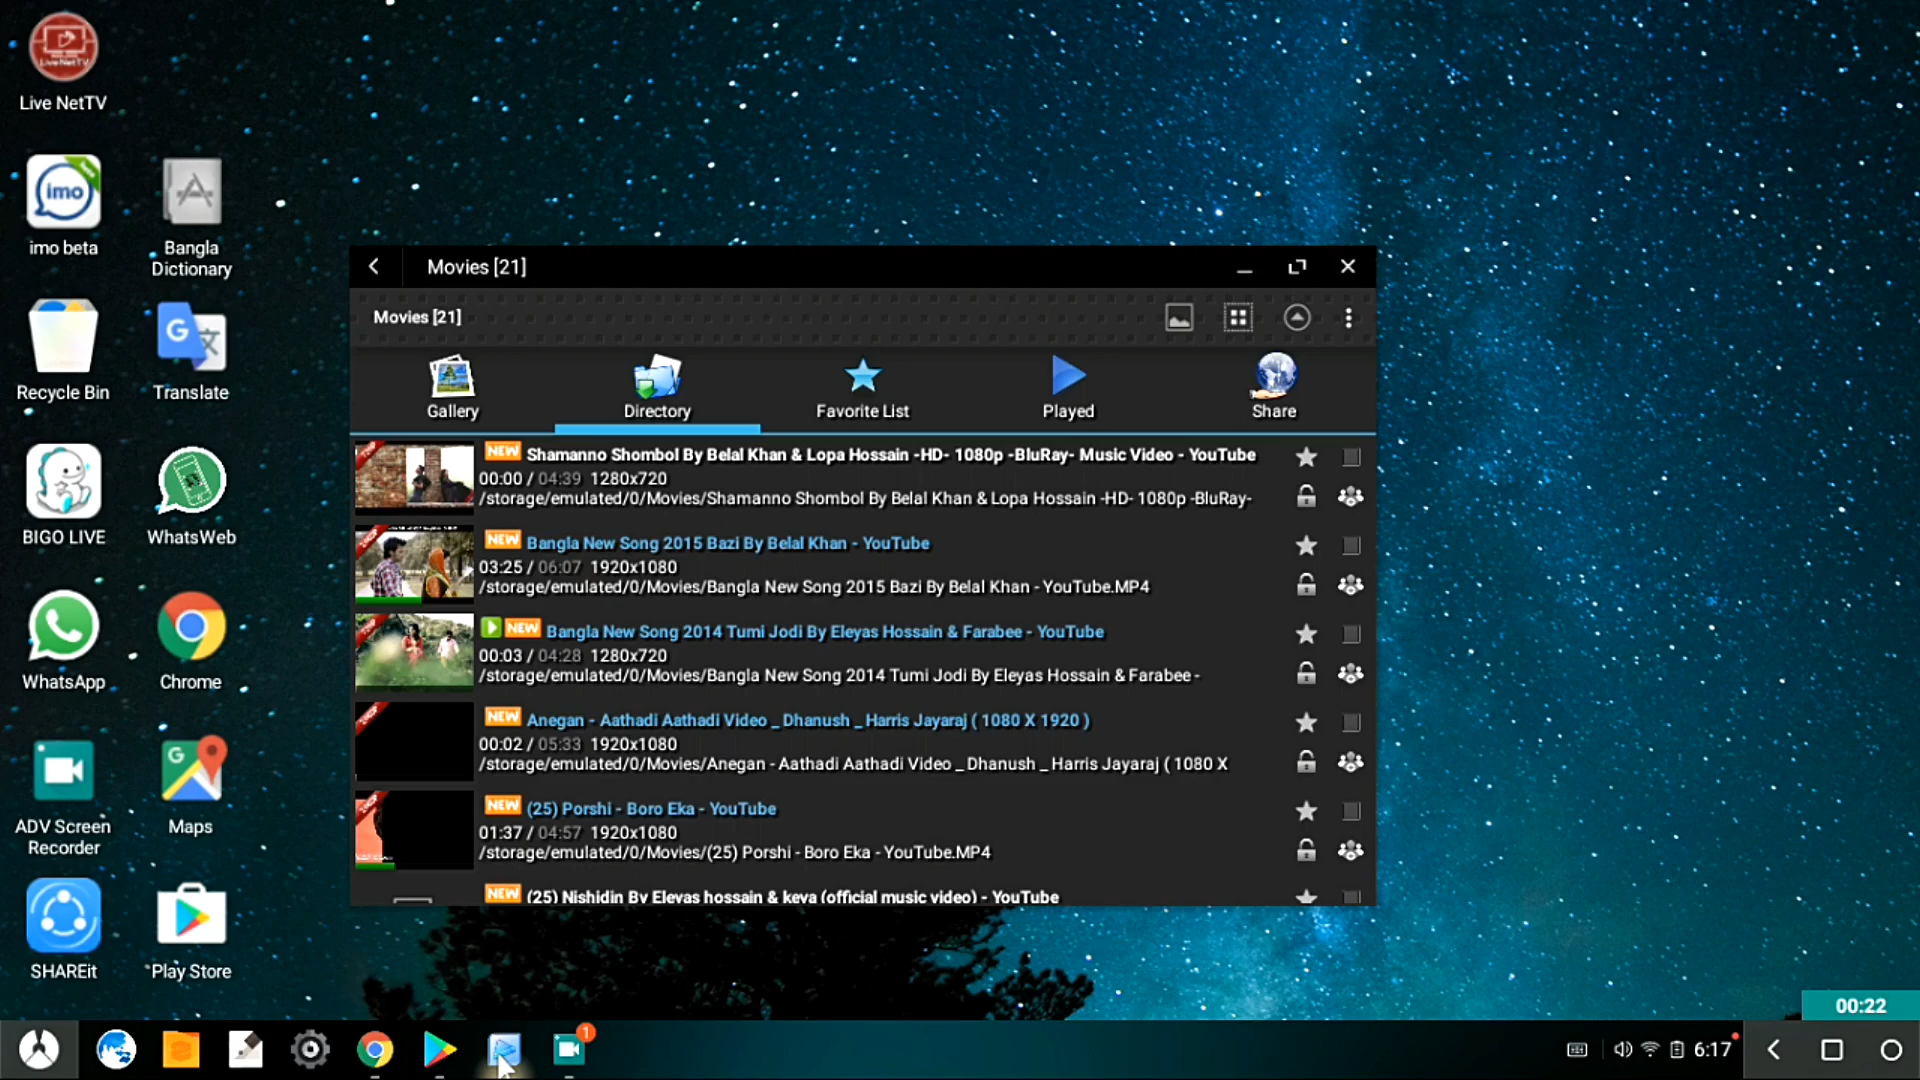 Live NetTV
imo
imo beta
Bangla
Dictionary
Recycle Bin
Translate
BIGO LIVE
WhatsWeb
WhatsApp
Chrome
ADV Screen
Recorder
Maps
SHAREit
Play Store
Movies [21]
Movies [21]
Gallery
Directory
Favorite List
Played
Share
NEW Shamanno Shombol By Belal Khan & Lopa Hossain -HD- 1080p -BluRay- Music Video - YouTube
00:00 / 04:39 1280x720
/storage/emulated/0/Movies/Shamanno Shombol By Belal Khan & Lopa Hossain -HD- 1080p -BluRay-
NEW Bangla New Song 2015 Bazi By Belal Khan - YouTube
03:25 / 06:07 1920x1080
/storage/emulated/0/Movies/Bangla New Song 2015 Bazi By Belal Khan - YouTube.MP4
NEW Bangla New Song 2014 Tumi Jodi By Eleyas Hossain & Farabee - YouTube
00:03 / 04:28 1280x720
/storage/emulated/0/Movies/Bangla New Song 2014 Tumi Jodi By Eleyas Hossain & Farabee -
NEW Anegan - Aathadi Aathadi Video _ Dhanush _ Harris Jayaraj ( 1080 X 1920 )
00:02 / 05:33 1920x1080
/storage/emulated/0/Movies/Anegan - Aathadi Aathadi Video _ Dhanush _ Harris Jayaraj ( 1080 X
NEW (25) Porshi - Boro Eka - YouTube
01:37 / 04:57 1920x1080
/storage/emulated/0/Movies/(25) Porshi - Boro Eka - YouTube.MP4
NEW (25) Nishidin By Eleyas hossain & keya (official music video) - YouTube
00:22
1
6:17